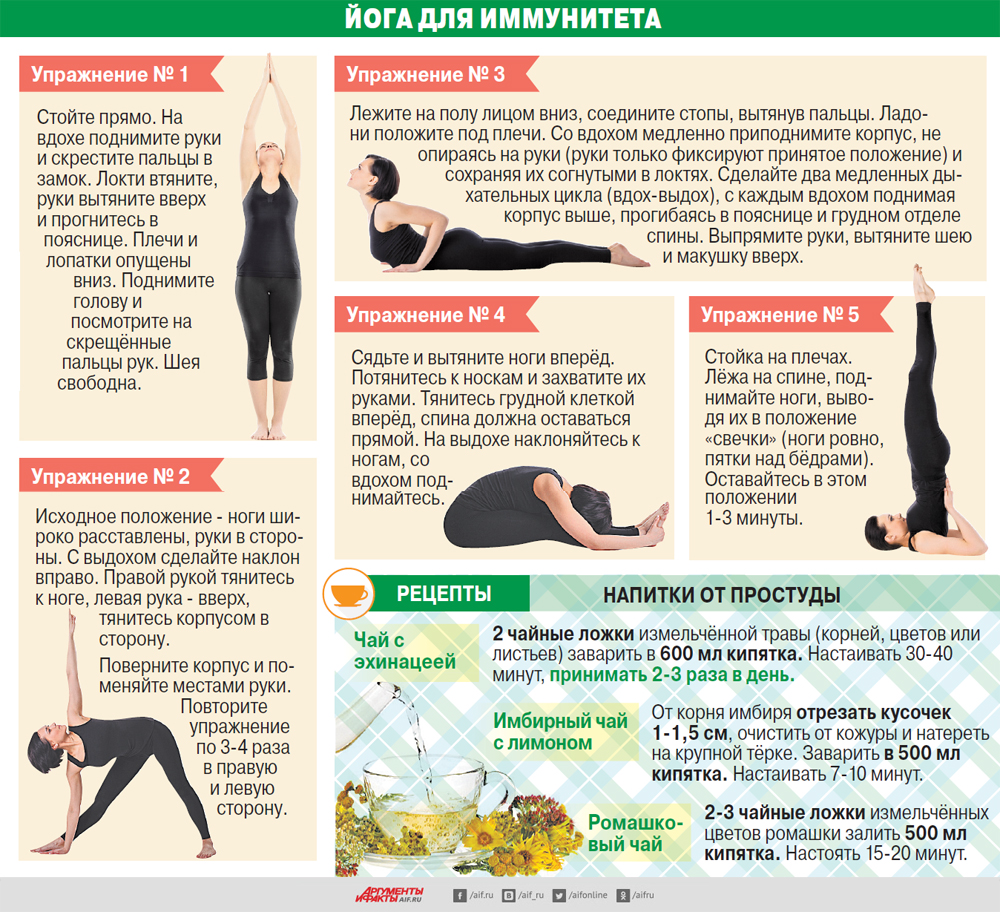 ЙОГА ДЛЯ ИММУНИТЕТА
Упражнение № 1
Стойте прямо. На
вдохе поднимите руки
и скрестите пальцы в
замок. Локти втяните,
руки вытяните вверх
и прогнитесь в
пояснице. Плечи и
лопатки опущены
вниз. Поднимите
голову и
посмотрите на
скрещённые
пальцы рук. Шея
свободна.
Упражнение № 2
Исходное положение - ноги ши-
роко расставлены, руки в сторо-
ны. С выдохом сделайте наклон
вправо. Правой рукой тянитесь
к ноге, левая рука - вверх,
тянитесь корпусом в
сторону.
Поверните корпус и по-
меняйте местами руки.
Повторите
упражнение
по 3-4 раза
в правую
и левую
сторону.
Упражнение № 3
Лежите на полу лицом вниз, соедините стопы, вытянув пальцы. Ладо-
ни положите под плечи. Со вдохом медленно приподнимите корпус, не
опираясь на руки (руки только фиксируют принятое положение) и
сохраняя их согнутыми в локтях. Сделайте два медленных ды-
хательных цикла (вдох-выдох), с каждым вдохом поднимая
корпус выше, прогибаясь в пояснице и грудном отделе
спины. Выпрямите руки, вытяните шею
и макушку вверх.
Упражнение № 4
Сядьте и вытяните ноги вперёд.
Потянитесь к носкам и захватите их
руками. Тянитесь грудной клеткой
вперёд, спина должна оставаться
прямой. На выдохе наклоняйтесь к
ногам, со
вдохом под-
нимайтесь.
Упражнение № 5
Стойка на плечах.
Лёжа на спине, под-
нимайте ноги, выво-
дя их в положение
«свечки» (ноги ровно,
пятки над бёдрами).
Оставайтесь в этом
положении
1-3 минуты.
РЕЦЕПТЫ
НАПИТКИ ОТ ПРОСТУДЫ
Чай с
эхинацеей
2 чайные ложки измельчённой травы (корней, цветов или
листьев) заварить в 600 мл кипятка. Настаивать 30-40
минут, принимать 2-3 раза в день.
Имбирный чай
с лимоном
От корня имбиря отрезать кусочек
1-1,5 см, очистить от кожуры и натереть
на крупной тёрке. Заварить в 500 мл
кипятка. Настаивать 7-10 минут.
Ромашко-
вый чай
2-3 чайные ложки измельчённых
цветов ромашки залить 500 мл
кипятка. Настоять 15-20 минут.
АРГУМЕНТЫ
И ФАКТЫ AIF.RU
/aif.ru /aif_ru /aifonline /aifru